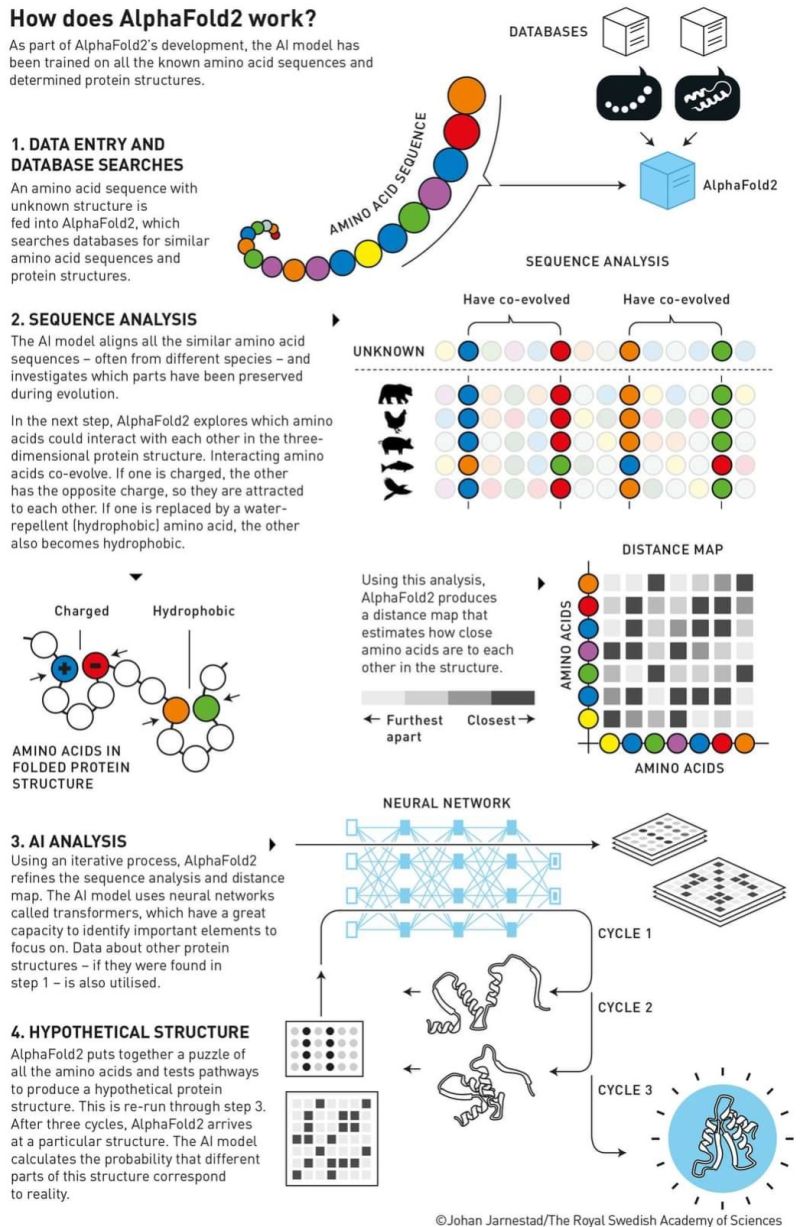 How does AlphaFold2 work?
As part of AlphaFold2's development, the AI model has
been trained on all the known amino acid sequences and
determined protein structures.
DATABASES
AlphaFold2
1. DATA ENTRY AND
DATABASE SEARCHES
An amino acid sequence with
unknown structure is
fed into AlphaFold2, which
searches databases for similar
amino acid sequences and
protein structures.
AMINO ACID SEQUENCE
SEQUENCE ANALYSIS
Have co-evolved
Have co-evolved
UNKNOWN
2. SEQUENCE ANALYSIS
The AI model aligns all the similar amino acid
sequences – often from different species – and
investigates which parts have been preserved
during evolution.
In the next step, AlphaFold2 explores which amino
acids could interact with each other in the three-
dimensional protein structure. Interacting amino
acids co-evolve. If one is charged, the other
has the opposite charge, so they are attracted
to each other. If one is replaced by a water-
repellent (hydrophobic) amino acid, the other
also becomes hydrophobic.
Charged
Hydrophobic
+
–
AMINO ACIDS IN
FOLDED PROTEIN
STRUCTURE
Using this analysis,
AlphaFold2 produces
a distance map that
estimates how close
amino acids are to each
other in the structure.
← Furthest
apart
Closest →
DISTANCE MAP
AMINO ACIDS
AMINO ACIDS
NEURAL NETWORK
3. AI ANALYSIS
Using an iterative process, AlphaFold2
refines the sequence analysis and distance
map. The AI model uses neural networks
called transformers, which have a great
capacity to identify important elements to
focus on. Data about other protein
structures – if they were found in
step 1 – is also utilised.
CYCLE 1
CYCLE 2
CYCLE 3
4. HYPOTHETICAL STRUCTURE
AlphaFold2 puts together a puzzle of
all the amino acids and tests pathways
to produce a hypothetical protein
structure. This is re-run through step 3.
After three cycles, AlphaFold2 arrives
at a particular structure. The AI model
calculates the probability that different
parts of this structure correspond
to reality.
©Johan Jarnestad/The Royal Swedish Academy of Sciences